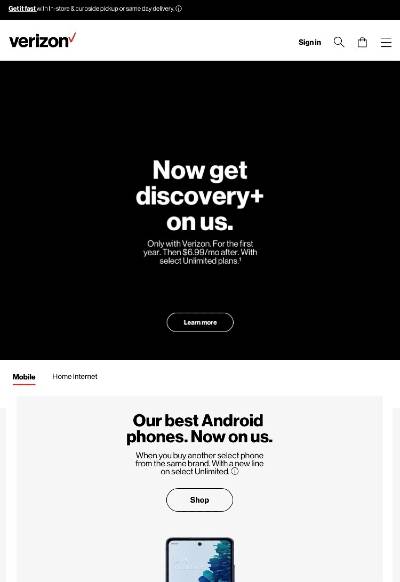 Get it fast with In-store & curbside pickup or same day delivery.
verizon
Sign in
Now get
discovery+
on us.
Only with Verizon. For the first
year. Then $6.99/mo after. With
select Unlimited plans.¹
Learn more
Mobile Home Internet
Our best Android
phones. Now on us.
When you buy another select phone
from the same brand. With a new line
on select Unlimited.
Shop